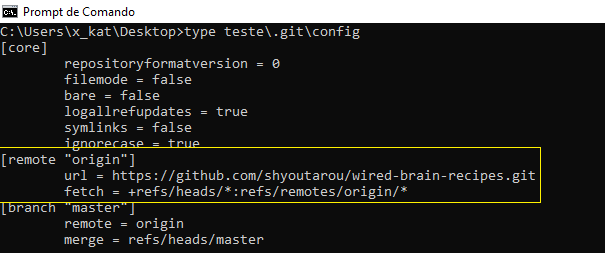 Prompt de Comando
C:\Users\x_kat\Desktop>type teste\.git\config
[core]
repositoryformatversion = 0
filemode = false
bare = false
logallrefupdates = true
symlinks = false
ignorecase = true
[remote "origin"]
url = https://github.com/shyoutarou/wired-brain-recipes.git
fetch = +refs/heads/*:refs/remotes/origin/*
[branch "master"]
remote = origin
merge = refs/heads/master